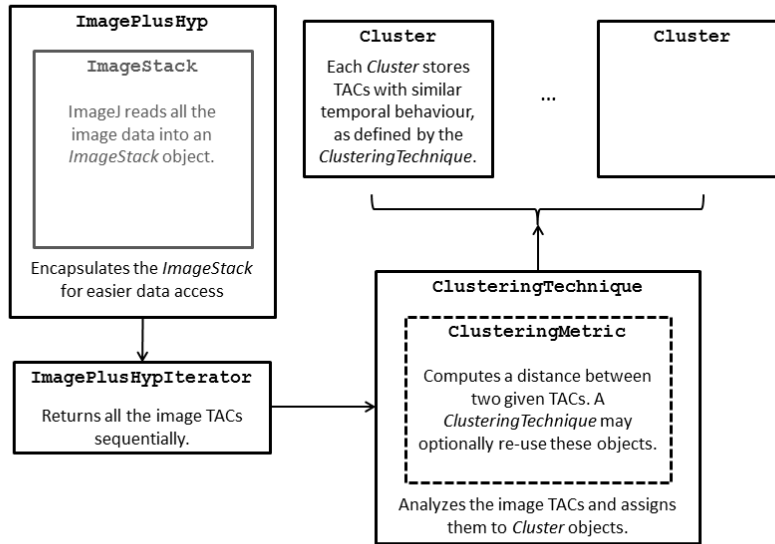 ImagePlusHyp
ImageStack
ImageJ reads all the
image data into an
ImageStack object.
Encapsulates the ImageStack
for easier data access
Cluster
Each Cluster stores
TACs with similar
temporal behaviour,
as defined by the
ClusteringTechnique.
...
Cluster
ImagePlusHypIterator
Returns all the image TACs
sequentially.
ClusteringTechnique
ClusteringMetric
Computes a distance between
two given TACs. A
ClusteringTechnique may
optionally re-use these objects.
Analyzes the image TACs and assigns
them to Cluster objects.